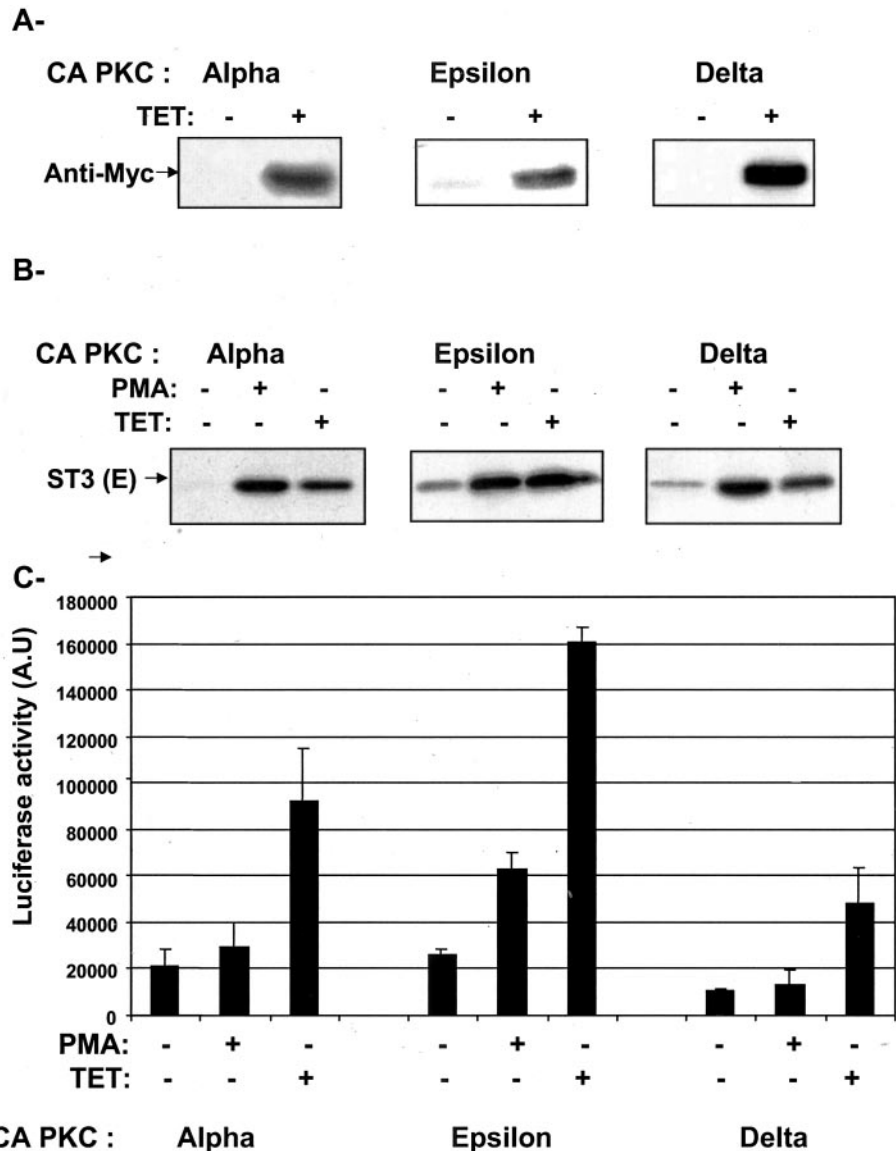 A-
CA PKC : Alpha Epsilon Delta
TET: - + - + - +
Anti-Myc→
B-
CA PKC : Alpha Epsilon Delta
PMA: - + - - + - - + -
TET: - - + - - + - - +
ST3 (E) →
→
C-
Luciferase activity (A.U)
180000
160000
140000
120000
100000
80000
60000
40000
20000
0
PMA: - + - - + - - + -
TET: - - + - - + - - +
CA PKC : Alpha Epsilon Delta